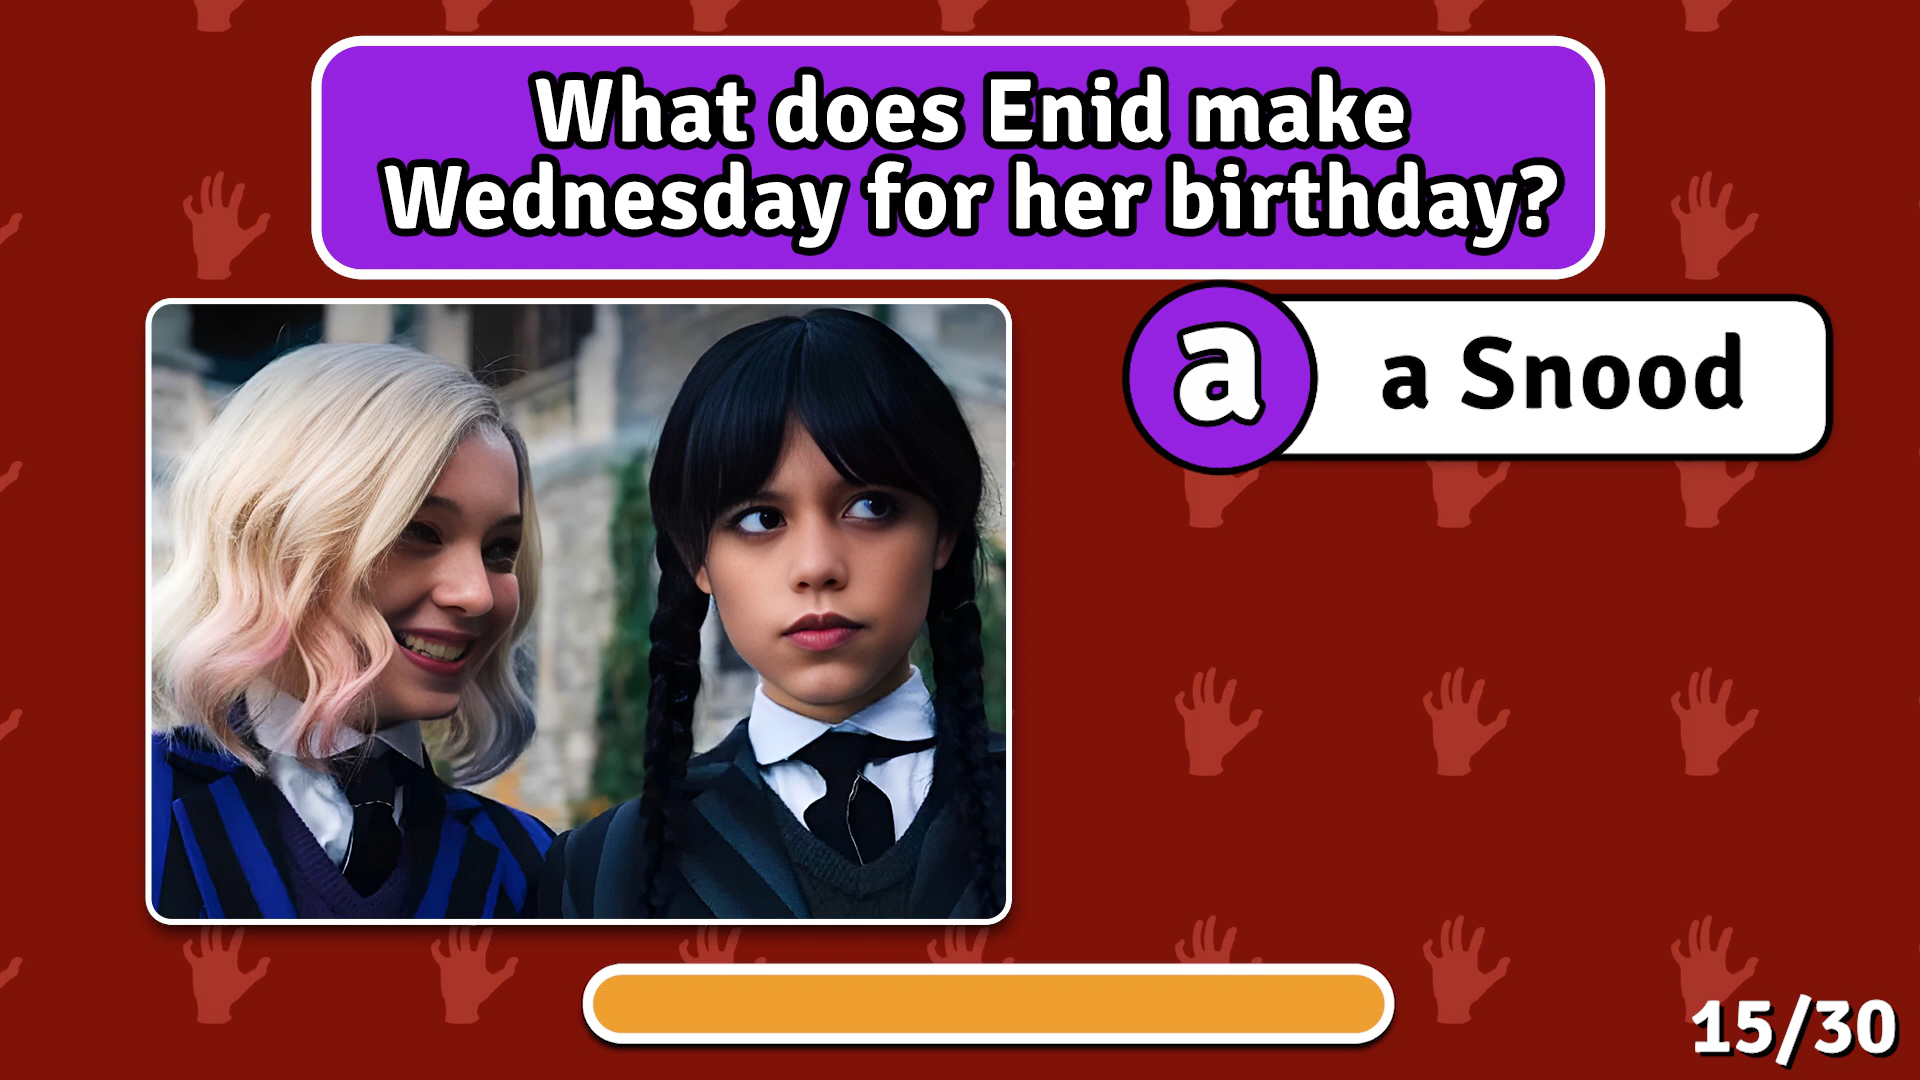 What does Enid make
Wednesday for her birthday?
a
a Snood
15/30